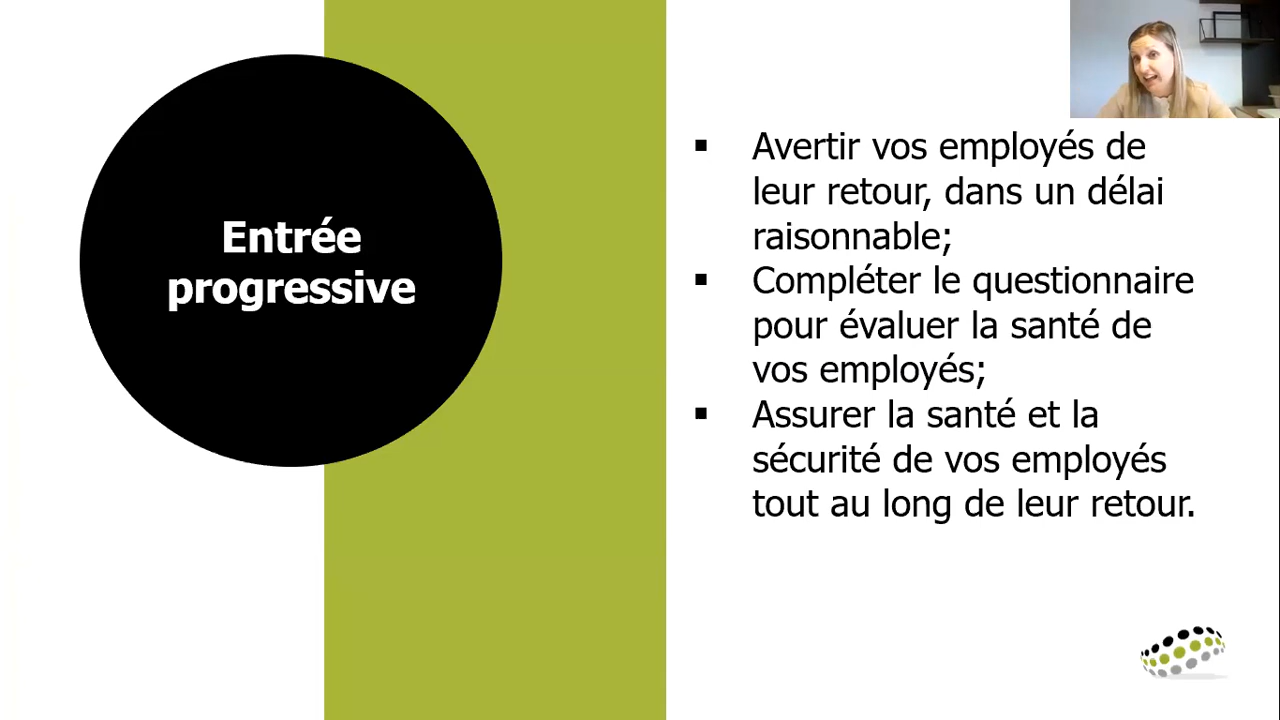 Entrée
progressive
▪ Avertir vos employés de
leur retour, dans un délai
raisonnable;
▪ Compléter le questionnaire
pour évaluer la santé de
vos employés;
▪ Assurer la santé et la
sécurité de vos employés
tout au long de leur retour.